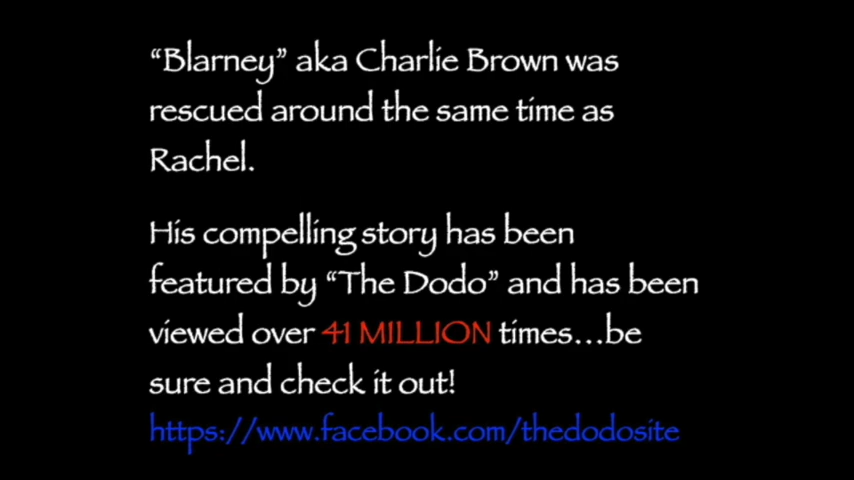 “Blarney” aka Charlie Brown was
rescued around the same time as
Rachel.
His compelling story has been
featured by “The Dodo” and has been
viewed over 41 MILLION times...be
sure and check it out!
https://www.facebook.com/thedodosite